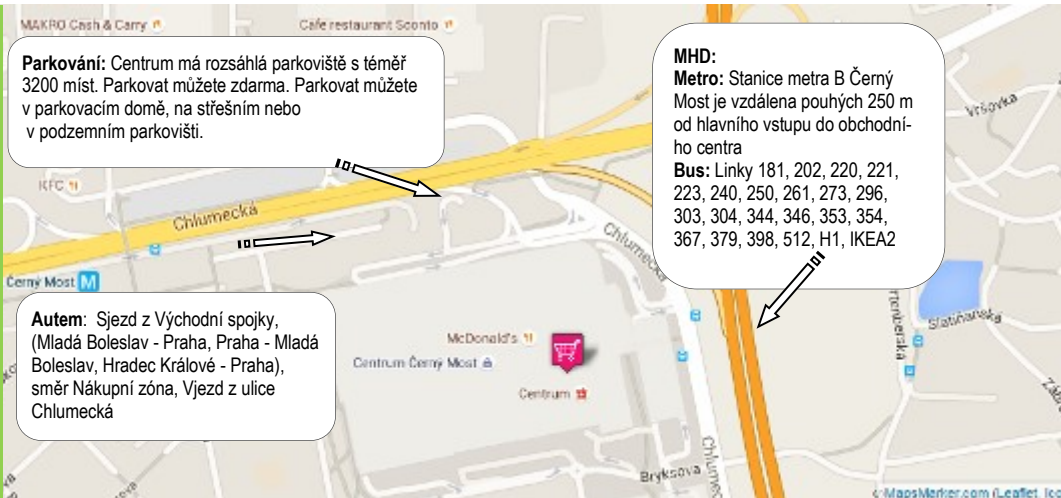 MAKRO Cash & Carry
Cafe restaurant Sconto
Parkování: Centrum má rozsáhlá parkoviště s téměř
3200 míst. Parkovat můžete zdarma. Parkovat můžete
v parkovacím domě, na střešním nebo
v podzemním parkovišti.
MHD:
Metro: Stanice metra B Černý
Most je vzdálena pouhých 250 m
od hlavního vstupu do obchodní-
ho centra
Bus: Linky 181, 202, 220, 221,
223, 240, 250, 261, 273, 296,
303, 304, 344, 346, 353, 354,
367, 379, 398, 512, H1, IKEA2
Vršovka
KFC
Chlumecká
Chlumecká
Černý Most M
Slatiňanská
Autem: Sjezd z Východní spojky,
(Mladá Boleslav - Praha, Praha - Mladá
Boleslav, Hradec Králové - Praha),
směr Nákupní zóna, Vjezd z ulice
Chlumecká
McDonald's
Centrum Černý Most
Centrum
Bryksova
MapsMarker.com (Leaflet